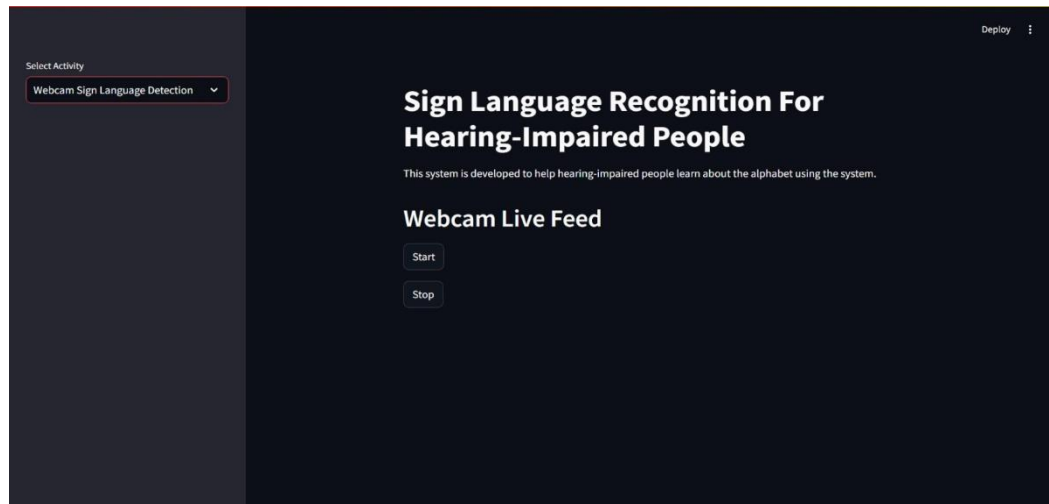 Deploy
Select Activity
Webcam Sign Language Detection
Sign Language Recognition For
Hearing-Impaired People
This system is developed to help hearing-impaired people learn about the alphabet using the system.
Webcam Live Feed
Start
Stop